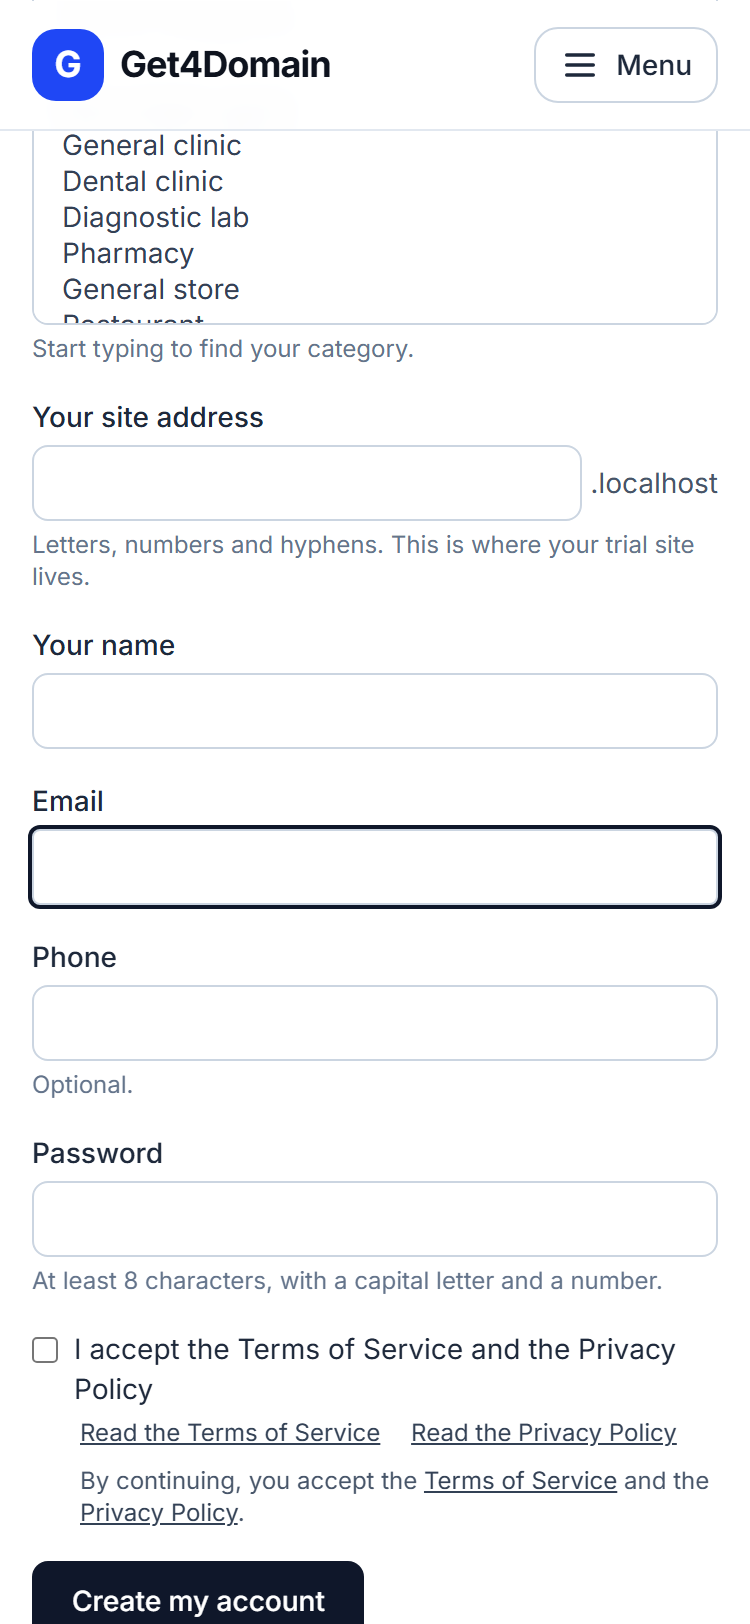 G Get4Domain Menu
General clinic
Dental clinic
Diagnostic lab
Pharmacy
General store
Restaurant
Start typing to find your category.
Your site address
.localhost
Letters, numbers and hyphens. This is where your trial site
lives.
Your name
Email
Phone
Optional.
Password
At least 8 characters, with a capital letter and a number.
I accept the Terms of Service and the Privacy
Policy
Read the Terms of Service Read the Privacy Policy
By continuing, you accept the Terms of Service and the
Privacy Policy.
Create my account